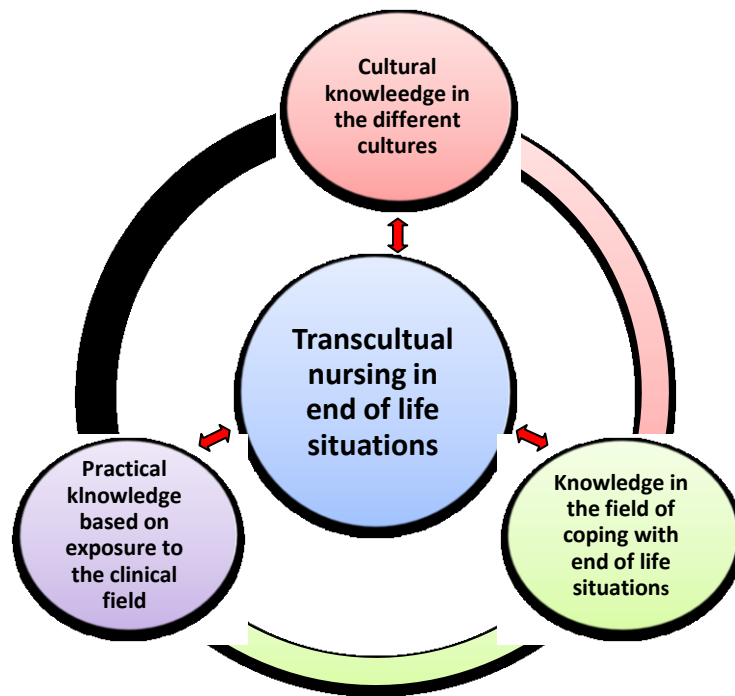 Cultural
knowleedge in
the different
cultures
Transcultual
nursing in
end of life
situations
Practical
klnowledge
based on
exposure to
the clinical
field
Knowledge in
the field of
coping with
end of life
situations